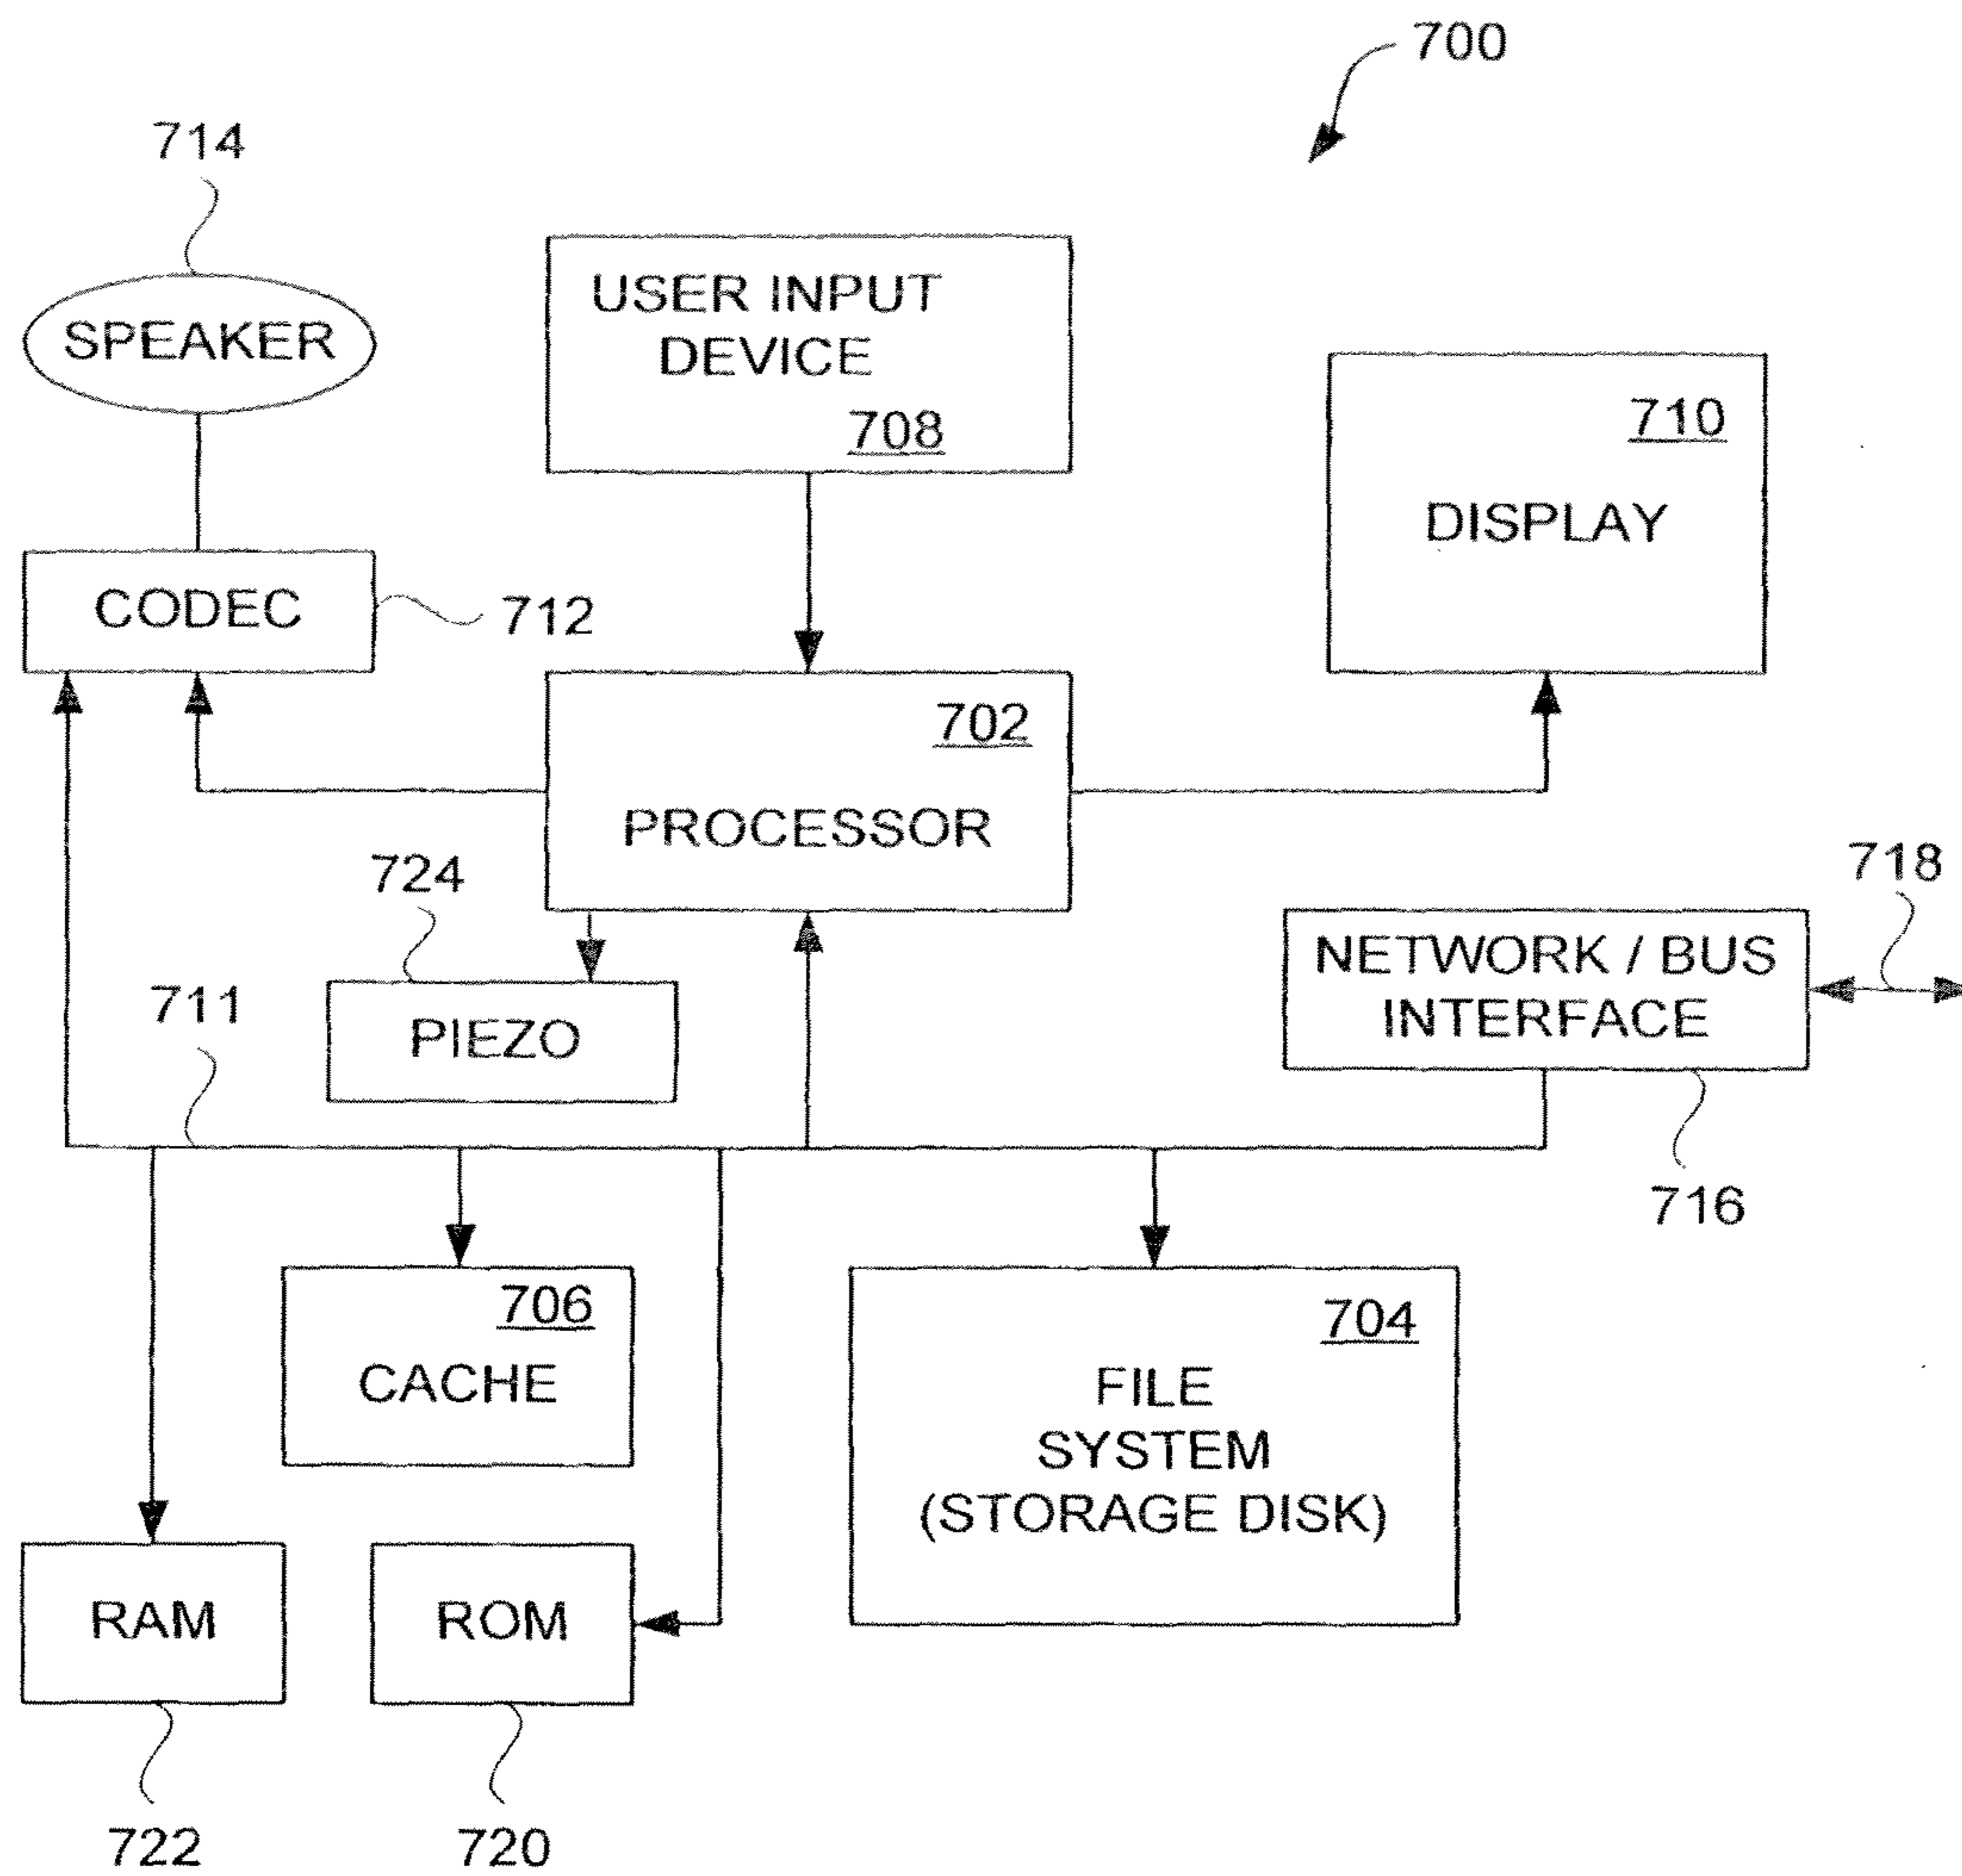 700
714
SPEAKER
USER INPUT
DEVICE
708
710
DISPLAY
CODEC
712
702
PROCESSOR
724
PIEZO
711
718
NETWORK / BUS
INTERFACE
716
706
CACHE
704
FILE
SYSTEM
(STORAGE DISK)
RAM
ROM
722
720